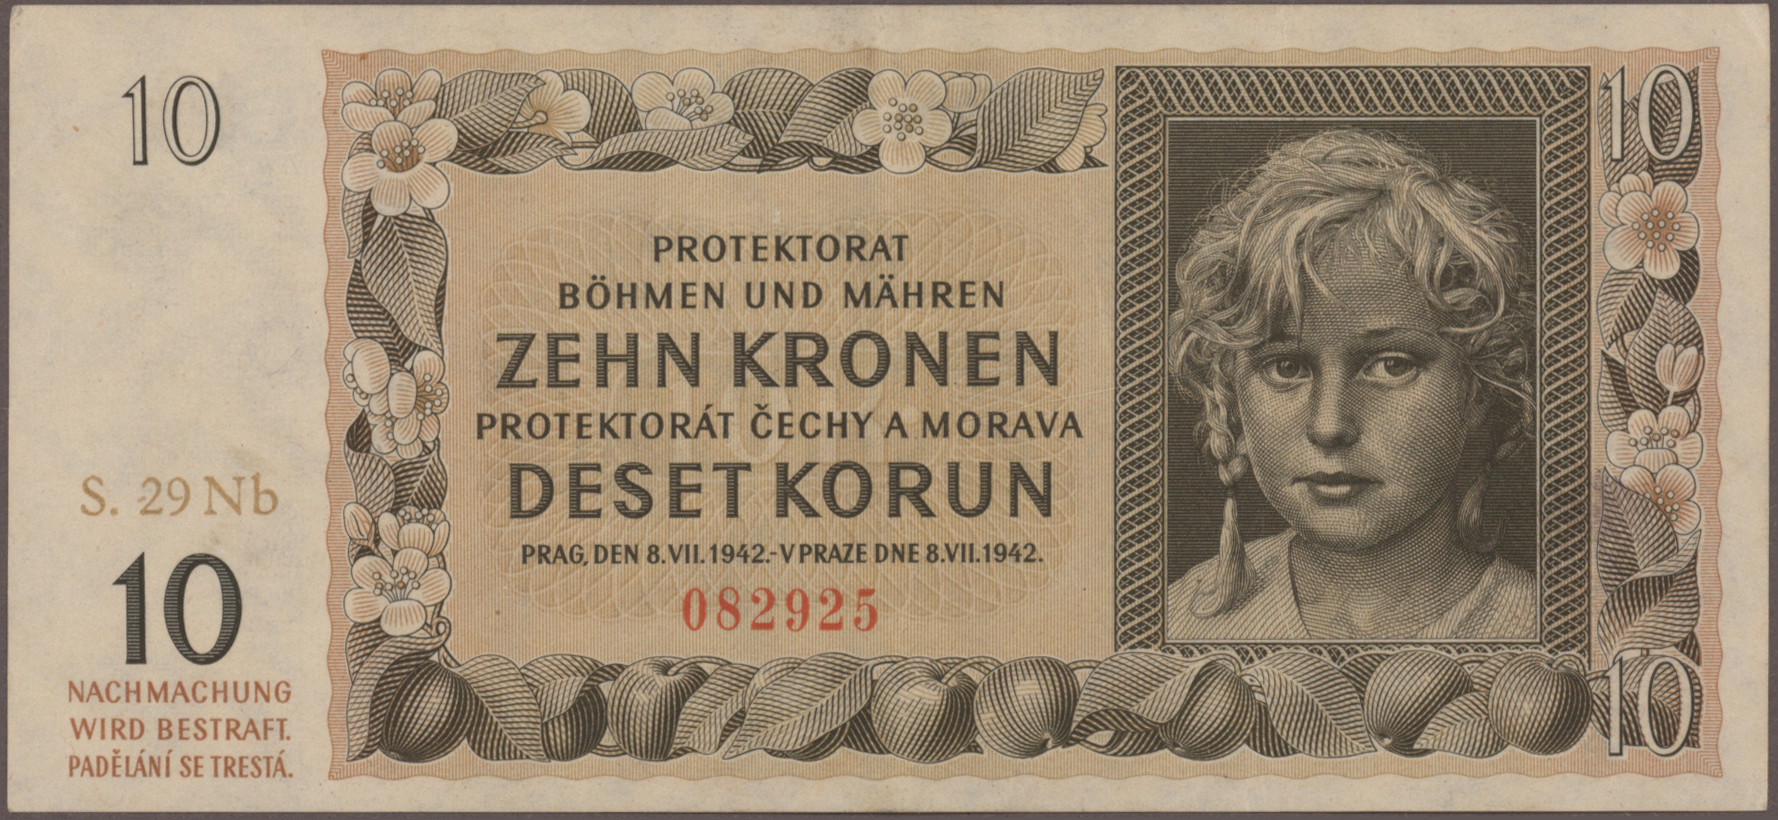 10
10
PROTEKTORAT
BÖHMEN UND MÄHREN
ZEHN KRONEN
PROTEKTORÁT ČECHY A MORAVA
DESET KORUN
PRAG, DEN 8.VII.1942.-V PRAZE DNE 8.VII.1942.
082925
S. 29 Nb
10
NACHMACHUNG
WIRD BESTRAFT.
PADĚLÁNÍ SE TRESTÁ.
10